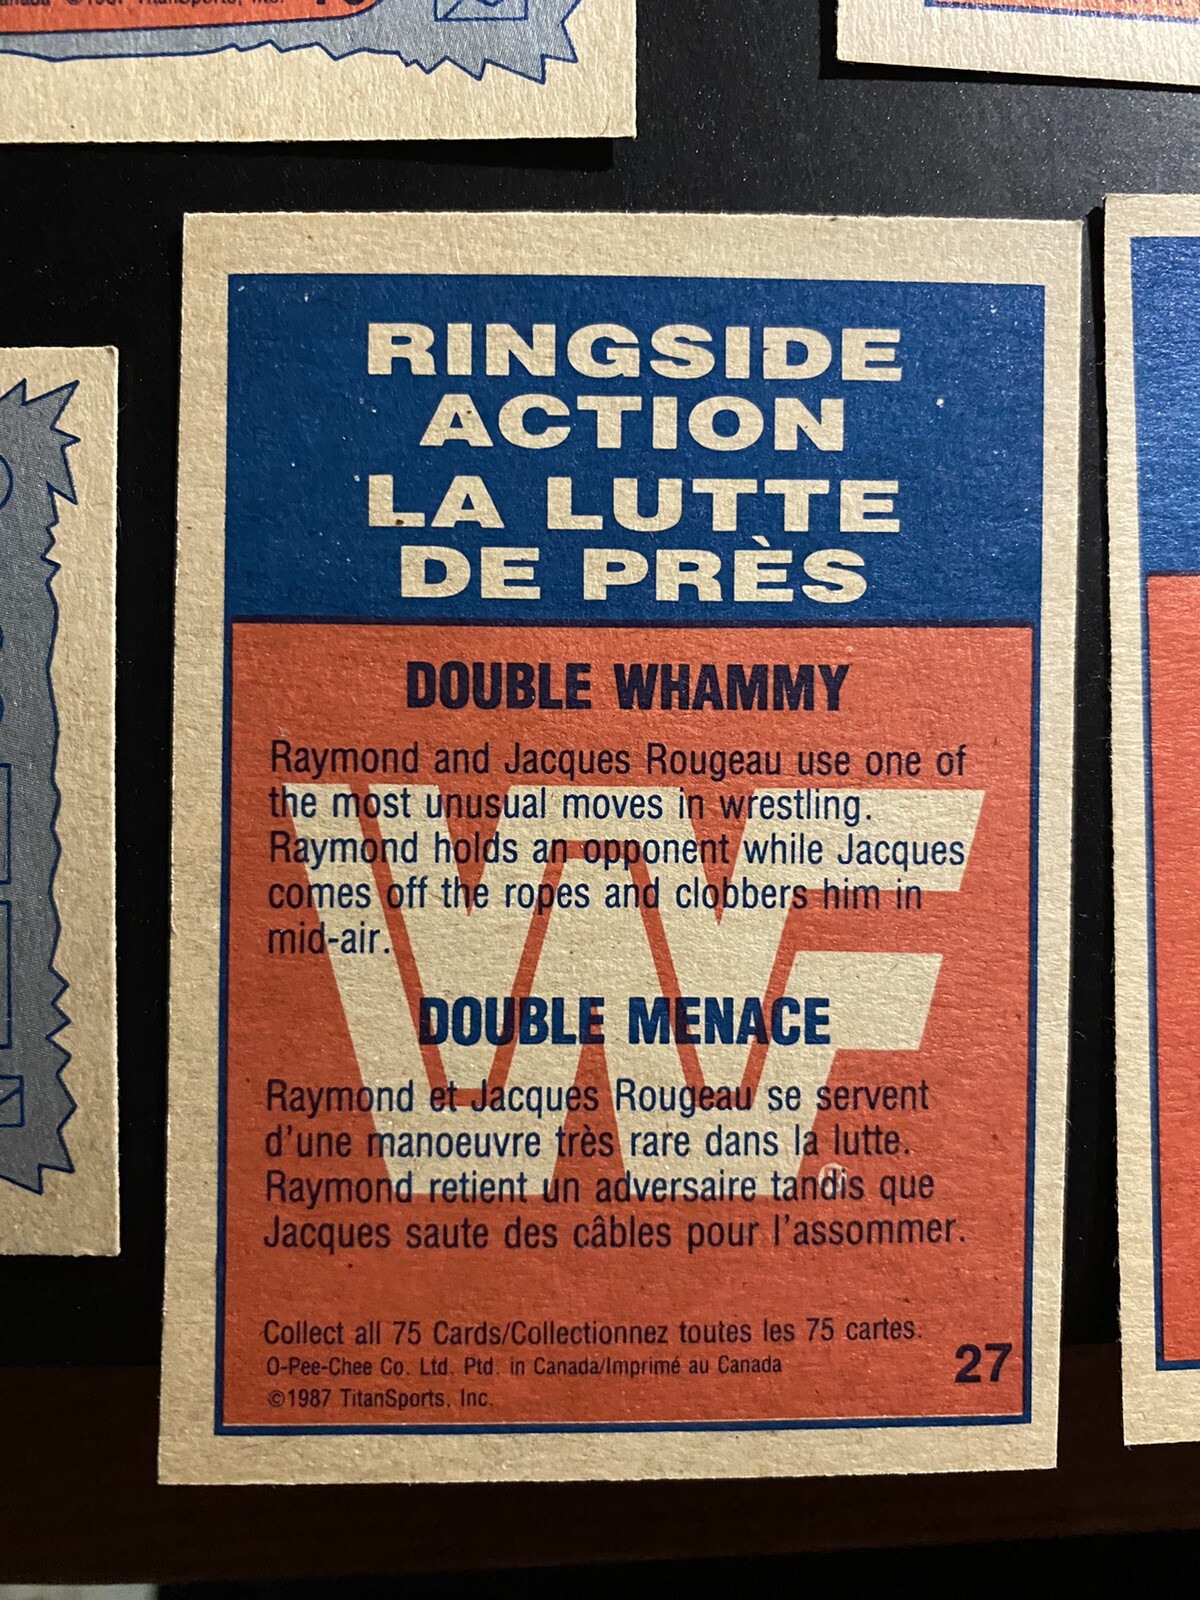 ©1987 TitanSports, Inc.
RINGSIDE
ACTION
LA LUTTE
DE PRÈS
DOUBLE WHAMMY
Raymond and Jacques Rougeau use one of
the most unusual moves in wrestling.
Raymond holds an opponent while Jacques
comes off the ropes and clobbers him in
mid-air.
DOUBLE MENACE
Raymond et Jacques Rougeau se servent
d'une manoeuvre très rare dans la lutte.
Raymond retient un adversaire tandis que
Jacques saute des câbles pour l'assommer.
WF
Collect all 75 Cards/Collectionnez toutes les 75 cartes.
O-Pee-Chee Co. Ltd. Ptd. in Canada/Imprimé au Canada
©1987 TitanSports, Inc.
27